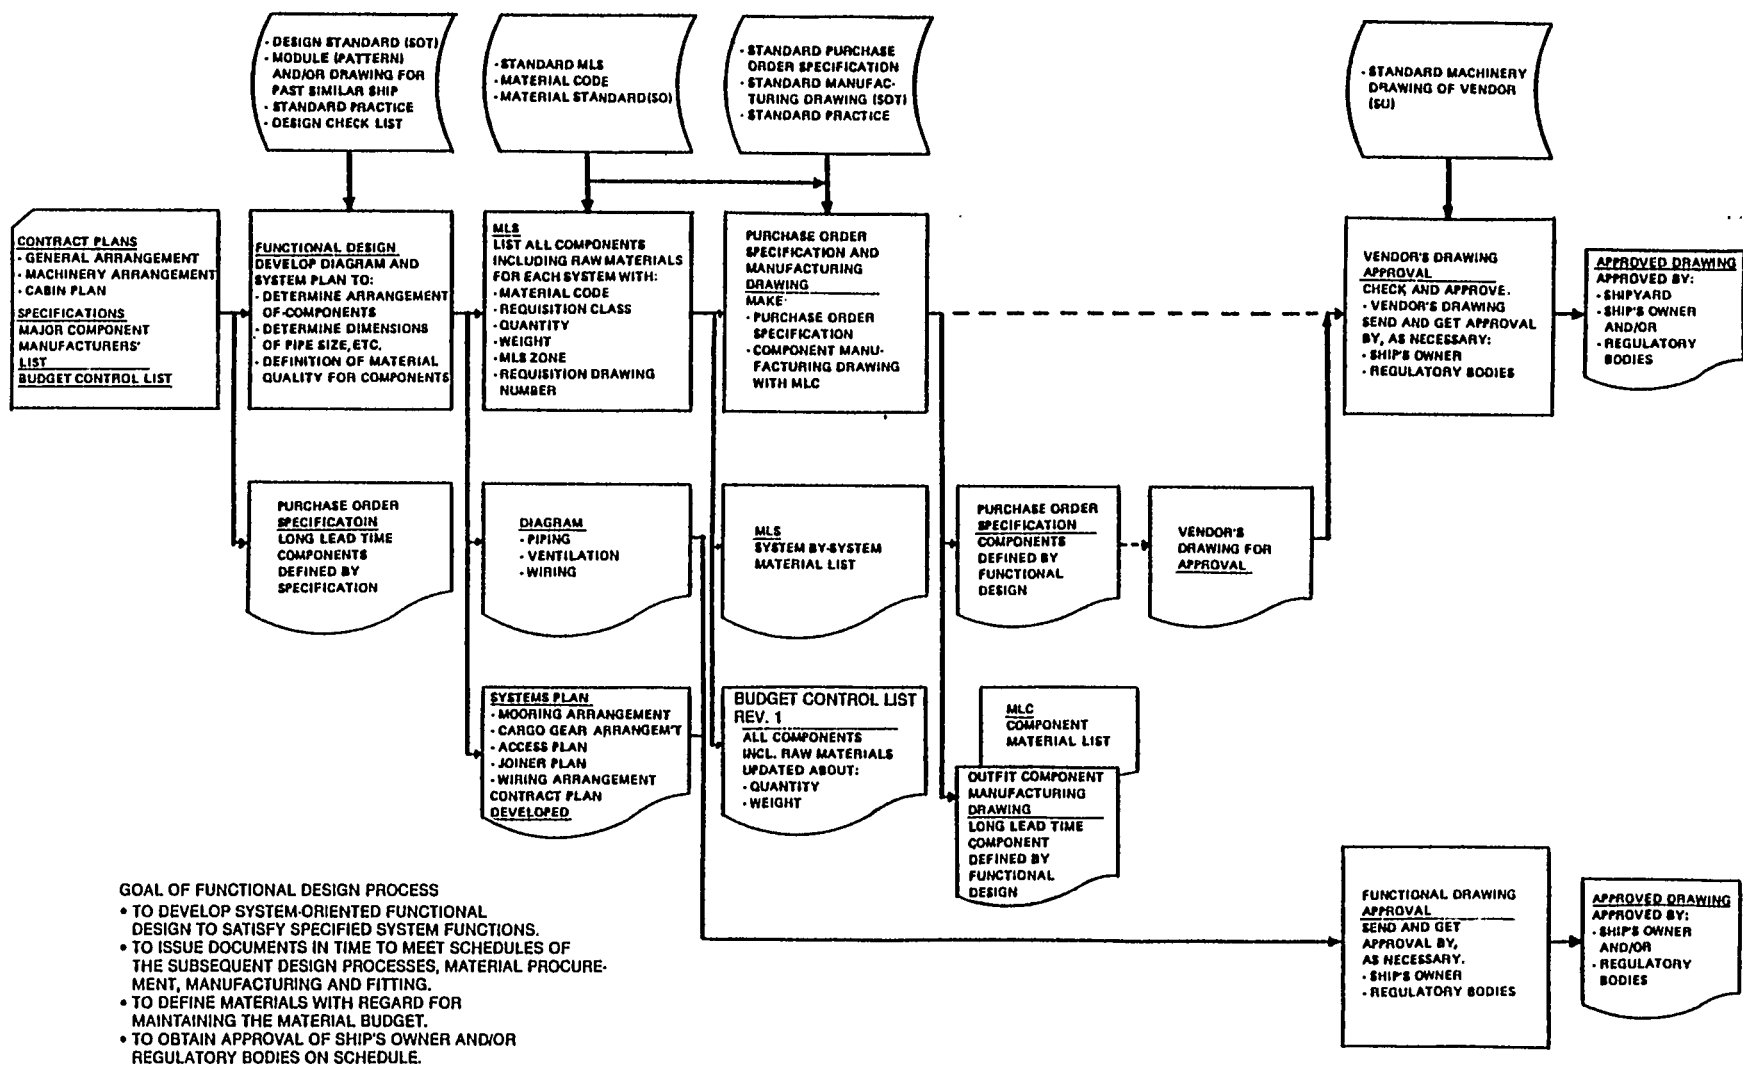 · DESIGN STANDARD (SOT)
· MODULE (PATTERN)
AND/OR DRAWING FOR
PAST SIMILAR SHIP
· STANDARD PRACTICE
· DESIGN CHECK LIST
· STANDARD MLS
· MATERIAL CODE
· MATERIAL STANDARD(SO)
· STANDARD PURCHASE
ORDER SPECIFICATION
· STANDARD MANUFAC-
TURING DRAWING (SOT)
· STANDARD PRACTICE
· STANDARD MACHINERY
DRAWING OF VENDOR
(SU)
CONTRACT PLANS
· GENERAL ARRANGEMENT
· MACHINERY ARRANGEMENT
· CABIN PLAN
SPECIFICATIONS
MAJOR COMPONENT
MANUFACTURERS'
LIST
BUDGET CONTROL LIST
FUNCTIONAL DESIGN
DEVELOP DIAGRAM AND
SYSTEM PLAN TO:
· DETERMINE ARRANGEMENT
OF-COMPONENTS
· DETERMINE DIMENSIONS
OF PIPE SIZE, ETC.
· DEFINITION OF MATERIAL
QUALITY FOR COMPONENTS
MLS
LIST ALL COMPONENTS
INCLUDING RAW MATERIALS
FOR EACH SYSTEM WITH:
· MATERIAL CODE
· REQUISITION CLASS
· QUANTITY
· WEIGHT
· MLS ZONE
· REQUISITION DRAWING
NUMBER
PURCHASE ORDER
SPECIFICATION AND
MANUFACTURING
DRAWING
MAKE·
· PURCHASE ORDER
SPECIFICATION
· COMPONENT MANU-
FACTURING DRAWING
WITH MLC
VENDOR'S DRAWING
APPROVAL
CHECK AND APPROVE.
· VENDOR'S DRAWING
SEND AND GET APPROVAL
BY, AS NECESSARY:
· SHIP'S OWNER
· REGULATORY BODIES
APPROVED DRAWING
APPROVED BY:
· SHIPYARD
· SHIP'S OWNER
AND/OR
· REGULATORY
BODIES
PURCHASE ORDER
SPECIFICATOIN
LONG LEAD TIME
COMPONENTS
DEFINED BY
SPECIFICATION
DIAGRAM
· PIPING
· VENTILATION
· WIRING
MLS
SYSTEM BY-SYSTEM
MATERIAL LIST
PURCHASE ORDER
SPECIFICATION
COMPONENTS
DEFINED BY
FUNCTIONAL
DESIGN
VENDOR'S
DRAWING FOR
APPROVAL
SYSTEMS PLAN
· MOORING ARRANGEMENT
· CARGO GEAR ARRANGEM'T
· ACCESS PLAN
· JOINER PLAN
· WIRING ARRANGEMENT
CONTRACT PLAN
DEVELOPED
BUDGET CONTROL LIST
REV. 1
ALL COMPONENTS
INCL. RAW MATERIALS
UPDATED ABOUT:
· QUANTITY
· WEIGHT
MLC
COMPONENT
MATERIAL LIST
OUTFIT COMPONENT
MANUFACTURING
DRAWING
LONG LEAD TIME
COMPONENT
DEFINED BY
FUNCTIONAL
DESIGN
FUNCTIONAL DRAWING
APPROVAL
SEND AND GET
APPROVAL BY,
AS NECESSARY.
· SHIP'S OWNER
· REGULATORY BODIES
APPROVED DRAWING
APPROVED BY:
· SHIP'S OWNER
AND/OR
· REGULATORY
BODIES
GOAL OF FUNCTIONAL DESIGN PROCESS
• TO DEVELOP SYSTEM-ORIENTED FUNCTIONAL
DESIGN TO SATISFY SPECIFIED SYSTEM FUNCTIONS.
• TO ISSUE DOCUMENTS IN TIME TO MEET SCHEDULES OF
THE SUBSEQUENT DESIGN PROCESSES, MATERIAL PROCURE-
MENT, MANUFACTURING AND FITTING.
• TO DEFINE MATERIALS WITH REGARD FOR
MAINTAINING THE MATERIAL BUDGET.
• TO OBTAIN APPROVAL OF SHIP'S OWNER AND/OR
REGULATORY BODIES ON SCHEDULE.